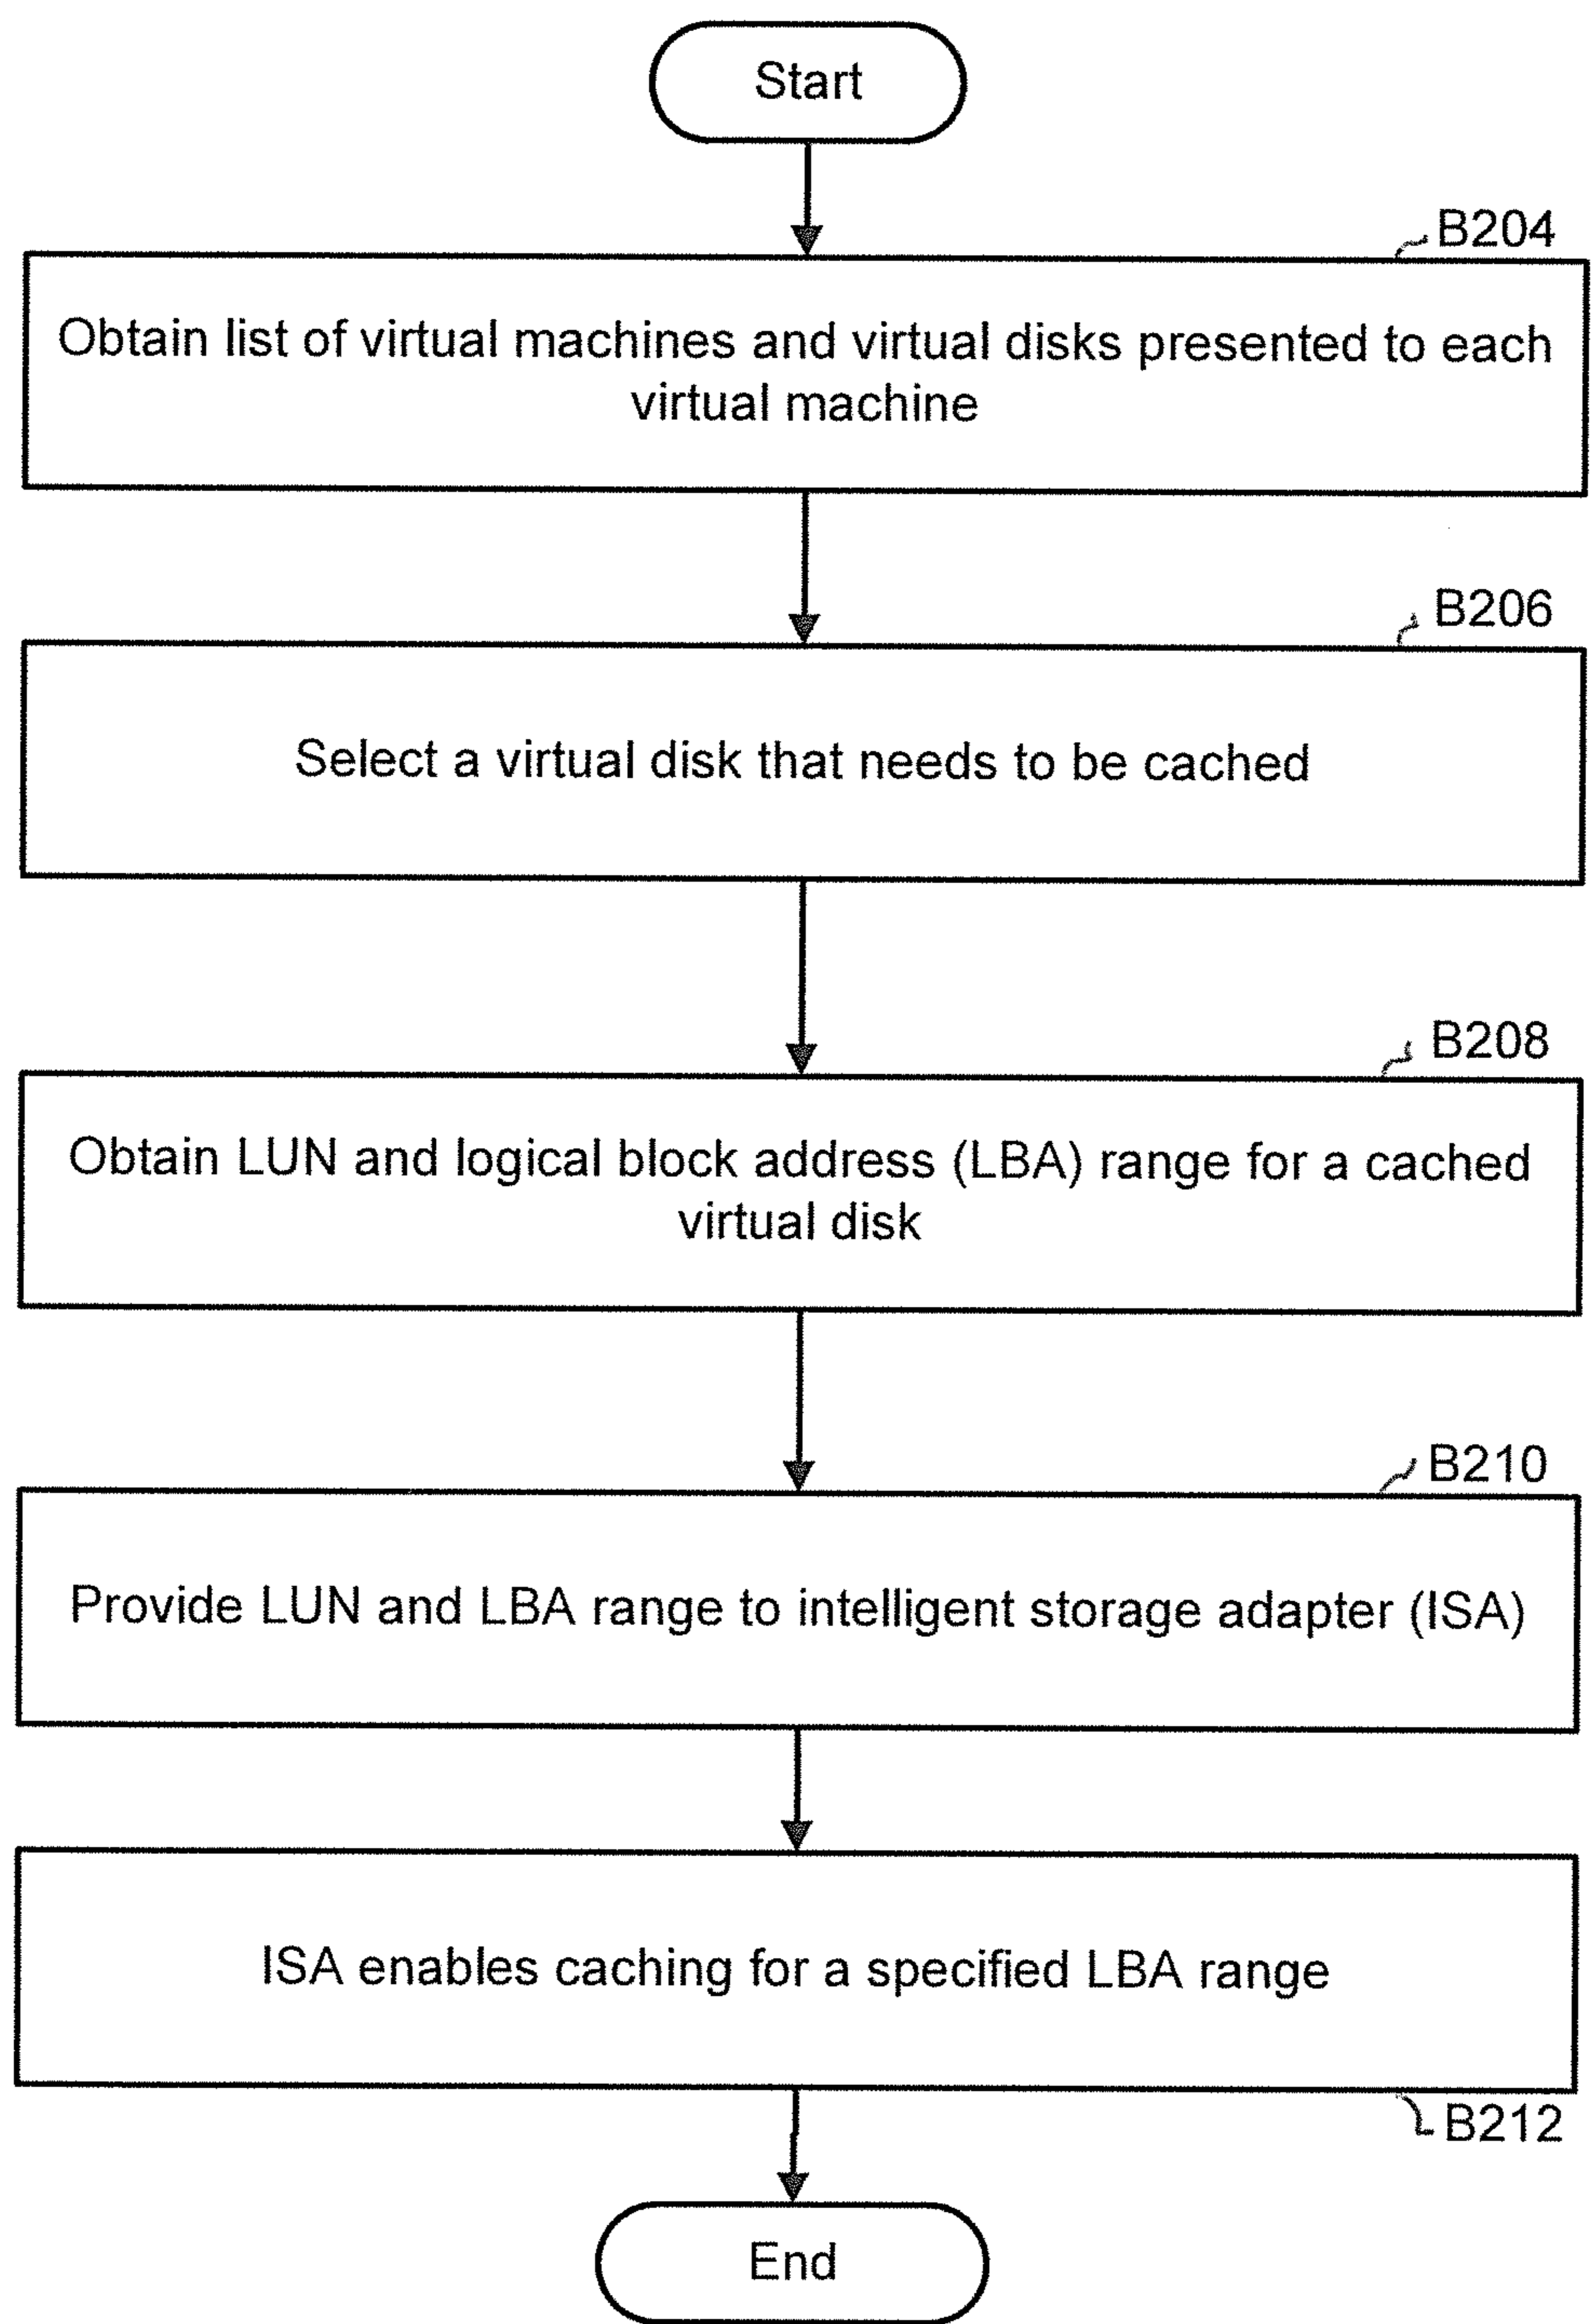 Start
B204
Obtain list of virtual machines and virtual disks presented to each
virtual machine
B206
Select a virtual disk that needs to be cached
B208
Obtain LUN and logical block address (LBA) range for a cached
virtual disk
B210
Provide LUN and LBA range to intelligent storage adapter (ISA)
ISA enables caching for a specified LBA range
B212
End